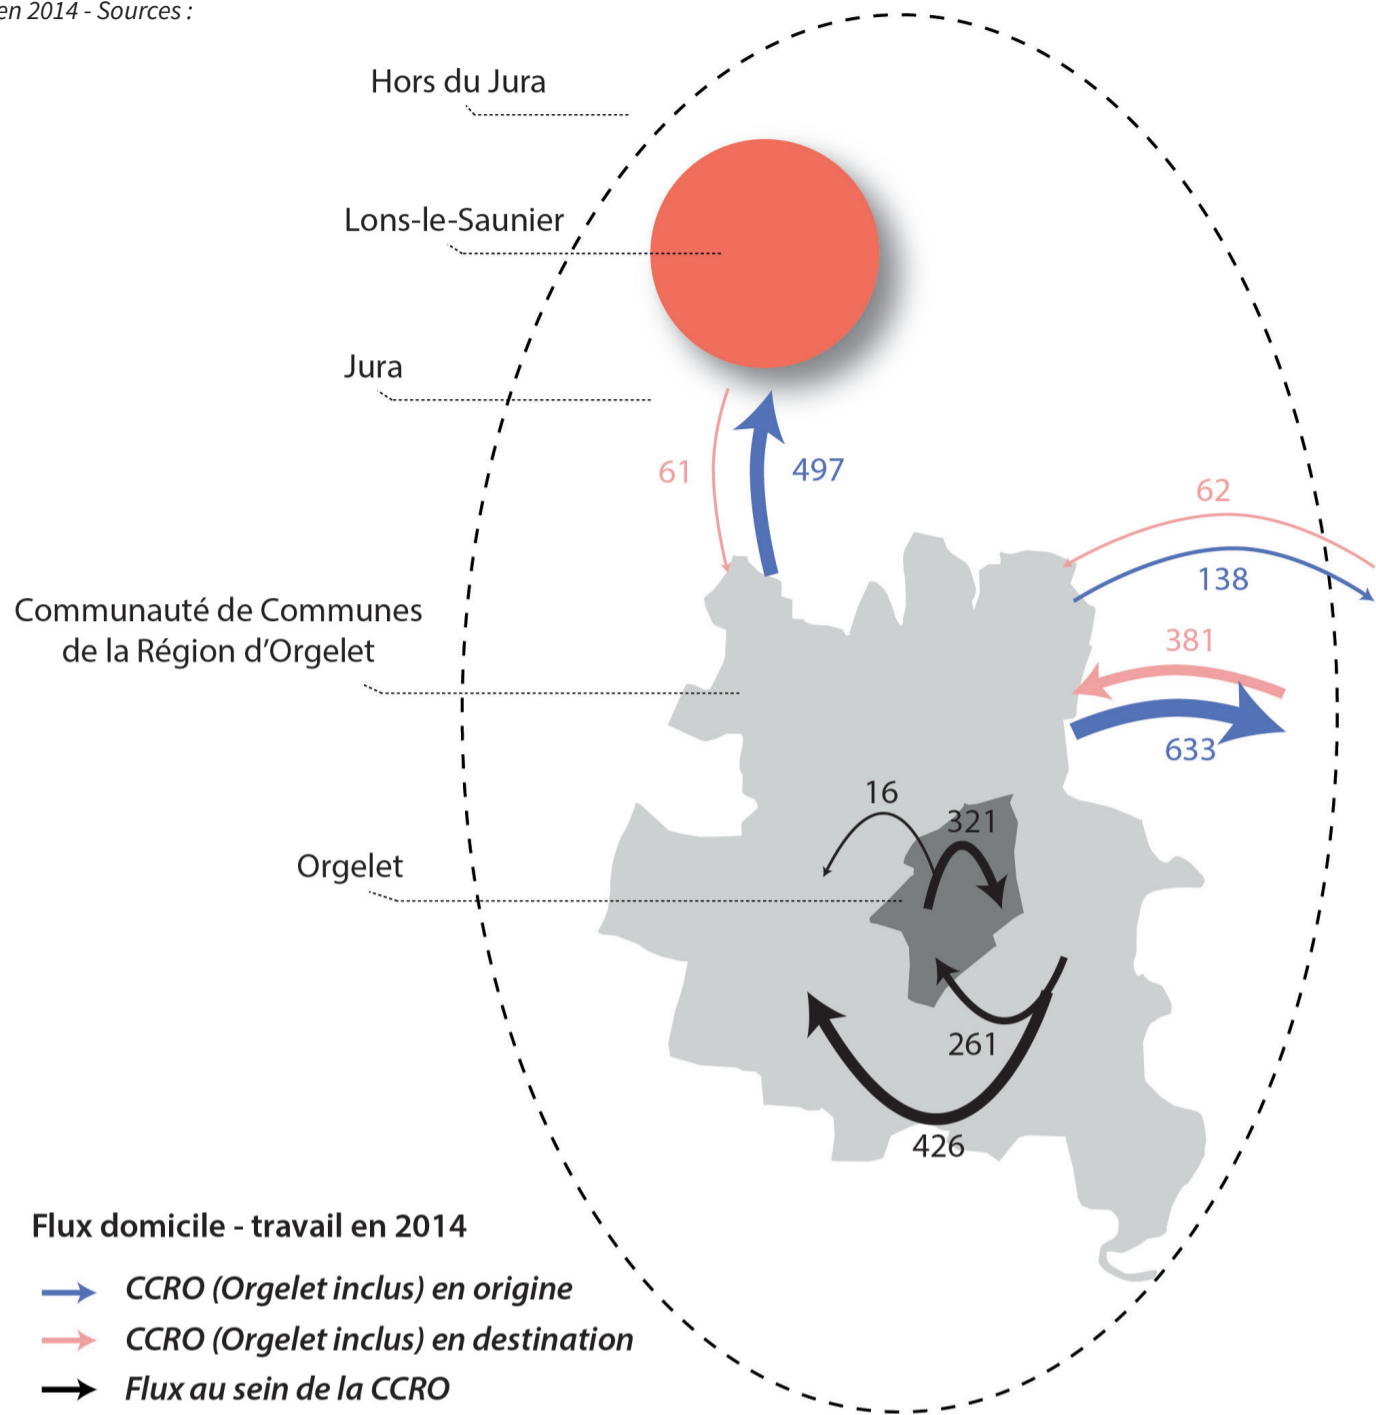 en 2014 - Sources :
Hors du Jura
Lons-le-Saunier
Jura
61
497
62
138
Communauté de Communes
de la Région d'Orgelet
381
633
16
321
Orgelet
261
426
Flux domicile - travail en 2014
CCRO (Orgelet inclus) en origine
CCRO (Orgelet inclus) en destination
Flux au sein de la CCRO